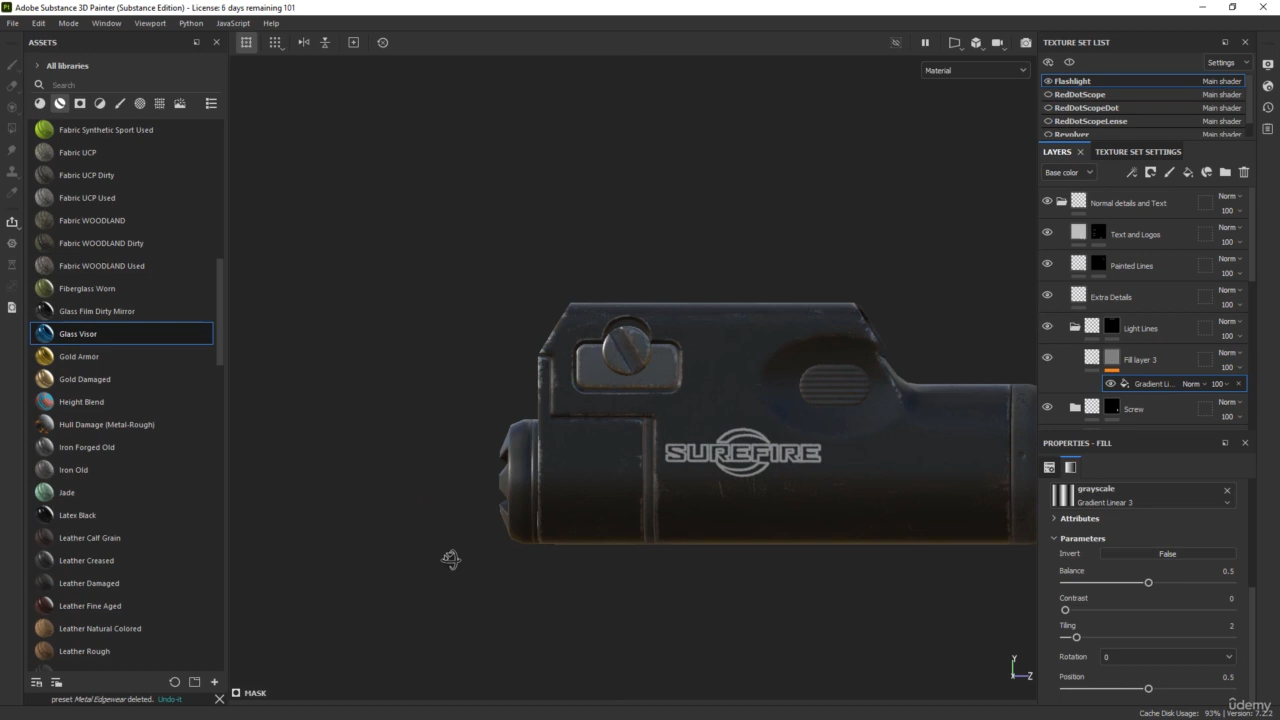 Adobe Substance 3D Painter (Substance Edition) - License: 6 days remaining 101
File Edit Mode Window Viewport Python JavaScript Help
ASSETS
All libraries
Search
Fabric Synthetic Sport Used
Fabric UCP
Fabric UCP Dirty
Fabric UCP Used
Fabric WOODLAND
Fabric WOODLAND Dirty
Fabric WOODLAND Used
Fiberglass Worn
Glass Film Dirty Mirror
Glass Visor
Gold Armor
Gold Damaged
Height Blend
Hull Damage (Metal-Rough)
Iron Forged Old
Iron Old
Jade
Latex Black
Leather Calf Grain
Leather Creased
Leather Damaged
Leather Fine Aged
Leather Natural Colored
Leather Rough
preset Metal Edgewear deleted. Undo-it
Material
SUREFIRE
Y
Z
MASK
TEXTURE SET LIST
Settings
Flashlight Main shader
RedDotScope Main shader
RedDotScopeDot Main shader
RedDotScopeLense Main shader
Revolver Main shader
LAYERS TEXTURE SET SETTINGS
Base color
Normal details and Text Norm 100
Text and Logos Norm 100
Painted Lines Norm 100
Extra Details Norm 100
Light Lines Norm 100
Fill layer 3 Norm 100
Gradient Li... Norm 100
Screw Norm 100
PROPERTIES - FILL
grayscale
Gradient Linear 3
Attributes
Parameters
Invert False
Balance 0.5
Contrast 0
Tiling 2
Rotation 0
Position 0.5
udemy
Cache Disk Usage: 93% | Version: 7.2.2